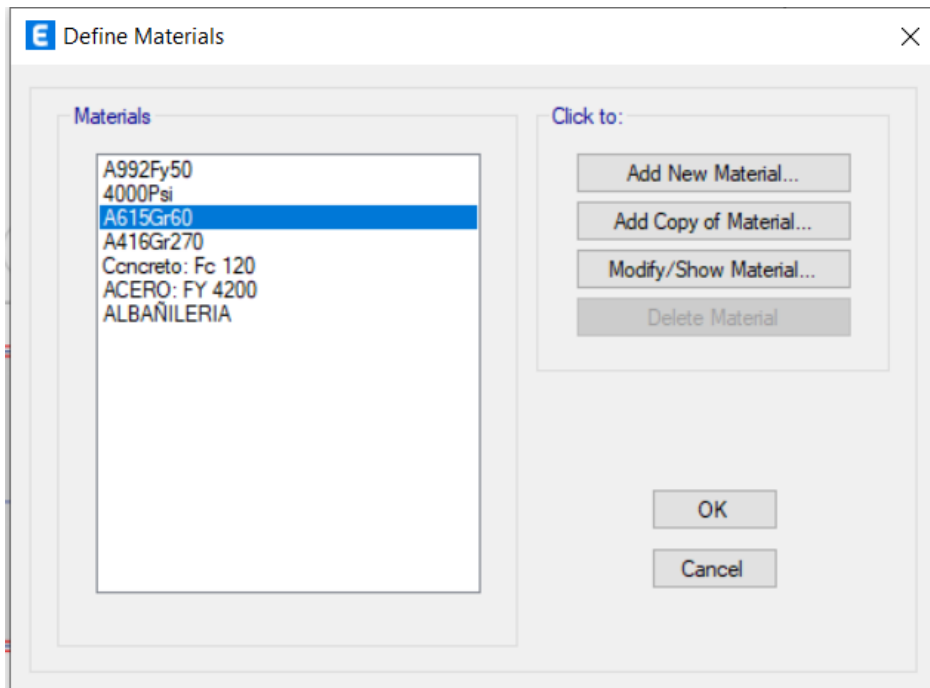 E Define Materials
Materials
A992Fy50
4000Psi
A615Gr60
A416Gr270
Concreto: Fc 120
ACERO: FY 4200
ALBAÑILERIA
Click to:
Add New Material...
Add Copy of Material...
Modify/Show Material...
Delete Material
OK
Cancel